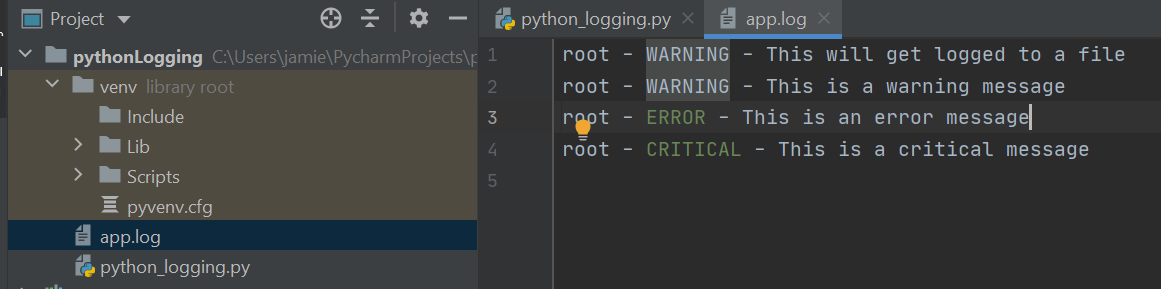 Project
pythonLogging C:\Users\jamie\PycharmProjects\p
venv library root
Include
Lib
Scripts
pyvenv.cfg
app.log
python_logging.py
python_logging.py app.log
1 root - WARNING - This will get logged to a file
2 root - WARNING - This is a warning message
3 root - ERROR - This is an error message
4 root - CRITICAL - This is a critical message
5